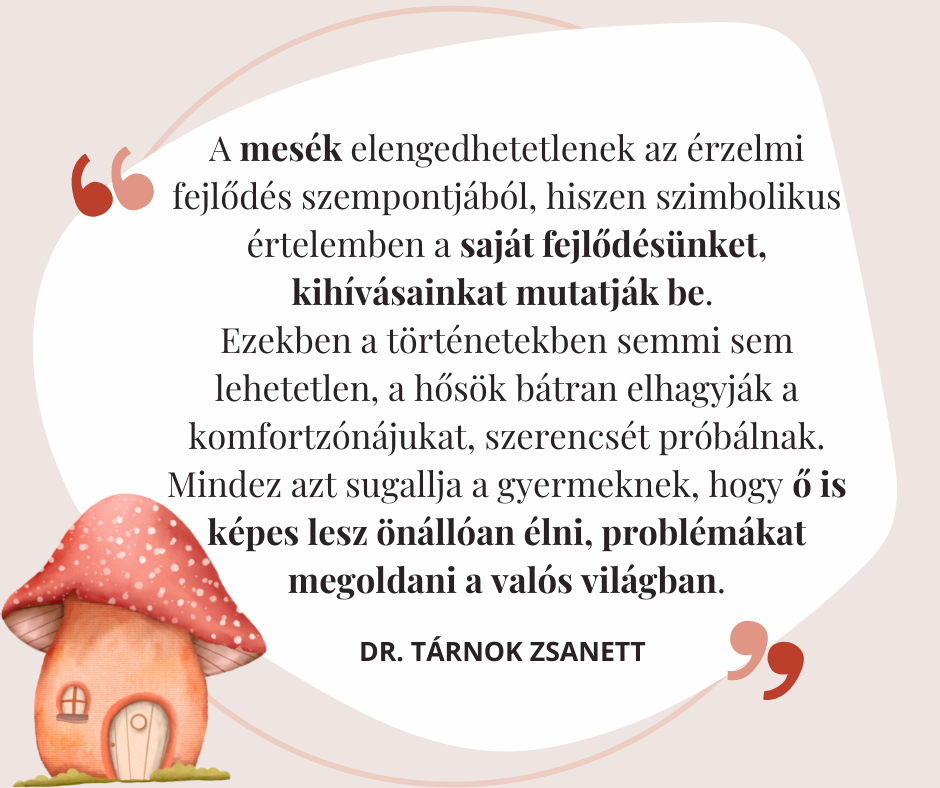 A mesék elengedhetetlenek az érzelmi
fejlődés szempontjából, hiszen szimbolikus
értelemben a saját fejlődésünket,
kihívásainkat mutatják be.
Ezekben a történetekben semmi sem
lehetetlen, a hősök bátran elhagyják a
komfortzónájukat, szerencsét próbálnak.
Mindez azt sugallja a gyermeknek, hogy ő is
képes lesz önállóan élni, problémákat
megoldani a valós világban.
DR. TÁRNOK ZSANETT